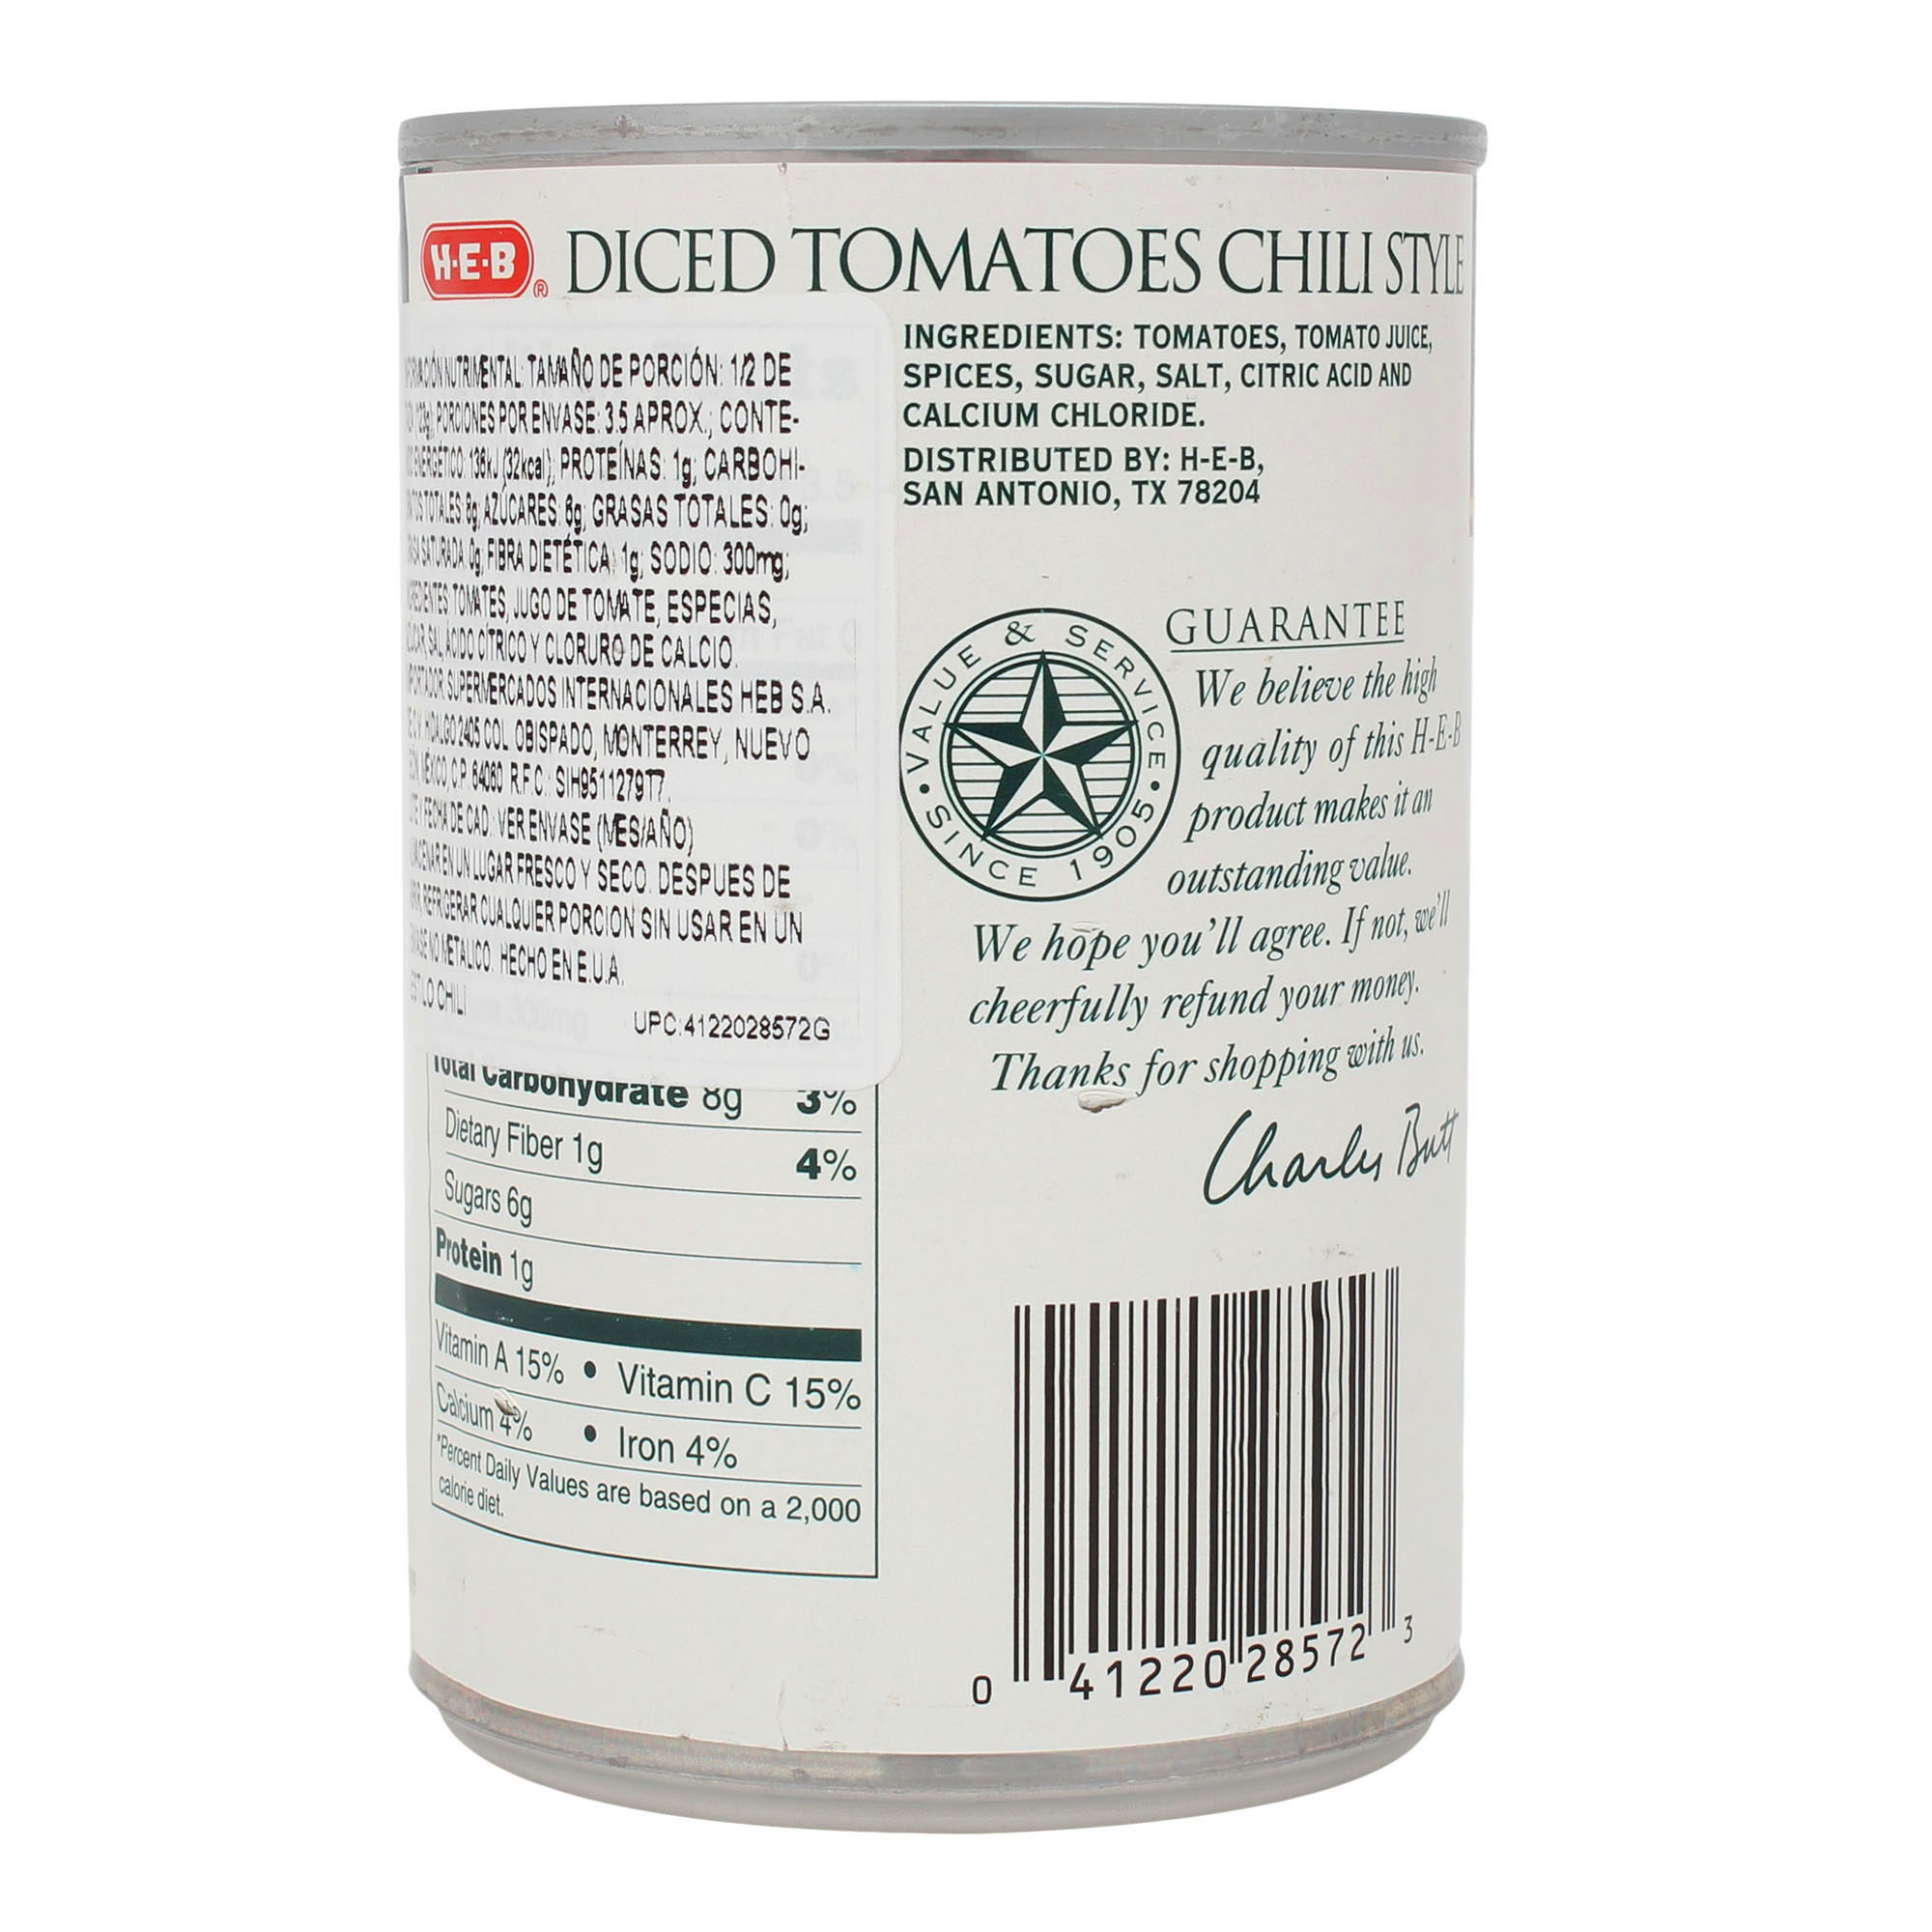 H-E-B® DICED TOMATOES CHILI STYLE
TAMAÑO DE PORCIÓN: 1/2 DE
PORCIONES POR ENVASE: 3.5 APROX.; CONTE-
136kJ (32kcal); PROTEÍNAS: 1g; CARBOHI-
TOTALES: 8g; AZÚCARES: 6g; GRASAS TOTALES: 0g;
SATURADA 0g; FIBRA DIETÉTICA: 1g; SODIO: 300mg;
TOMATES, JUGO DE TOMATE, ESPECIAS,
SAL, ÁCIDO CÍTRICO Y CLORURO DE CALCIO.
SUPERMERCADOS INTERNACIONALES HEB S.A.
HIDALGO 2405 COL. OBISPADO, MONTERREY, NUEVO
MÉXICO, C.P. 64060 R.F.C.: SIH9511279T7.
Y FECHA DE CAD.: VER ENVASE (MES/AÑO)
EN UN LUGAR FRESCO Y SECO. DESPUES DE
REFRIGERAR CUALQUIER PORCION SIN USAR EN UN
NO METALICO. HECHO EN E.U.A.
CHILI
UPC:4122028572G
Total Carbohydrate 8g 3%
Dietary Fiber 1g 4%
Sugars 6g
Protein 1g
Vitamin A 15% • Vitamin C 15%
Calcium 4% • Iron 4%
*Percent Daily Values are based on a 2,000
calorie diet.
INGREDIENTS: TOMATOES, TOMATO JUICE,
SPICES, SUGAR, SALT, CITRIC ACID AND
CALCIUM CHLORIDE.
DISTRIBUTED BY: H-E-B,
SAN ANTONIO, TX 78204
VALUE & SERVICE • SINCE 1905 •
GUARANTEE
We believe the high
quality of this H-E-B
product makes it an
outstanding value.
We hope you'll agree. If not, we'll
cheerfully refund your money.
Thanks for shopping with us.
Charles Butt
0 41220 28572 3